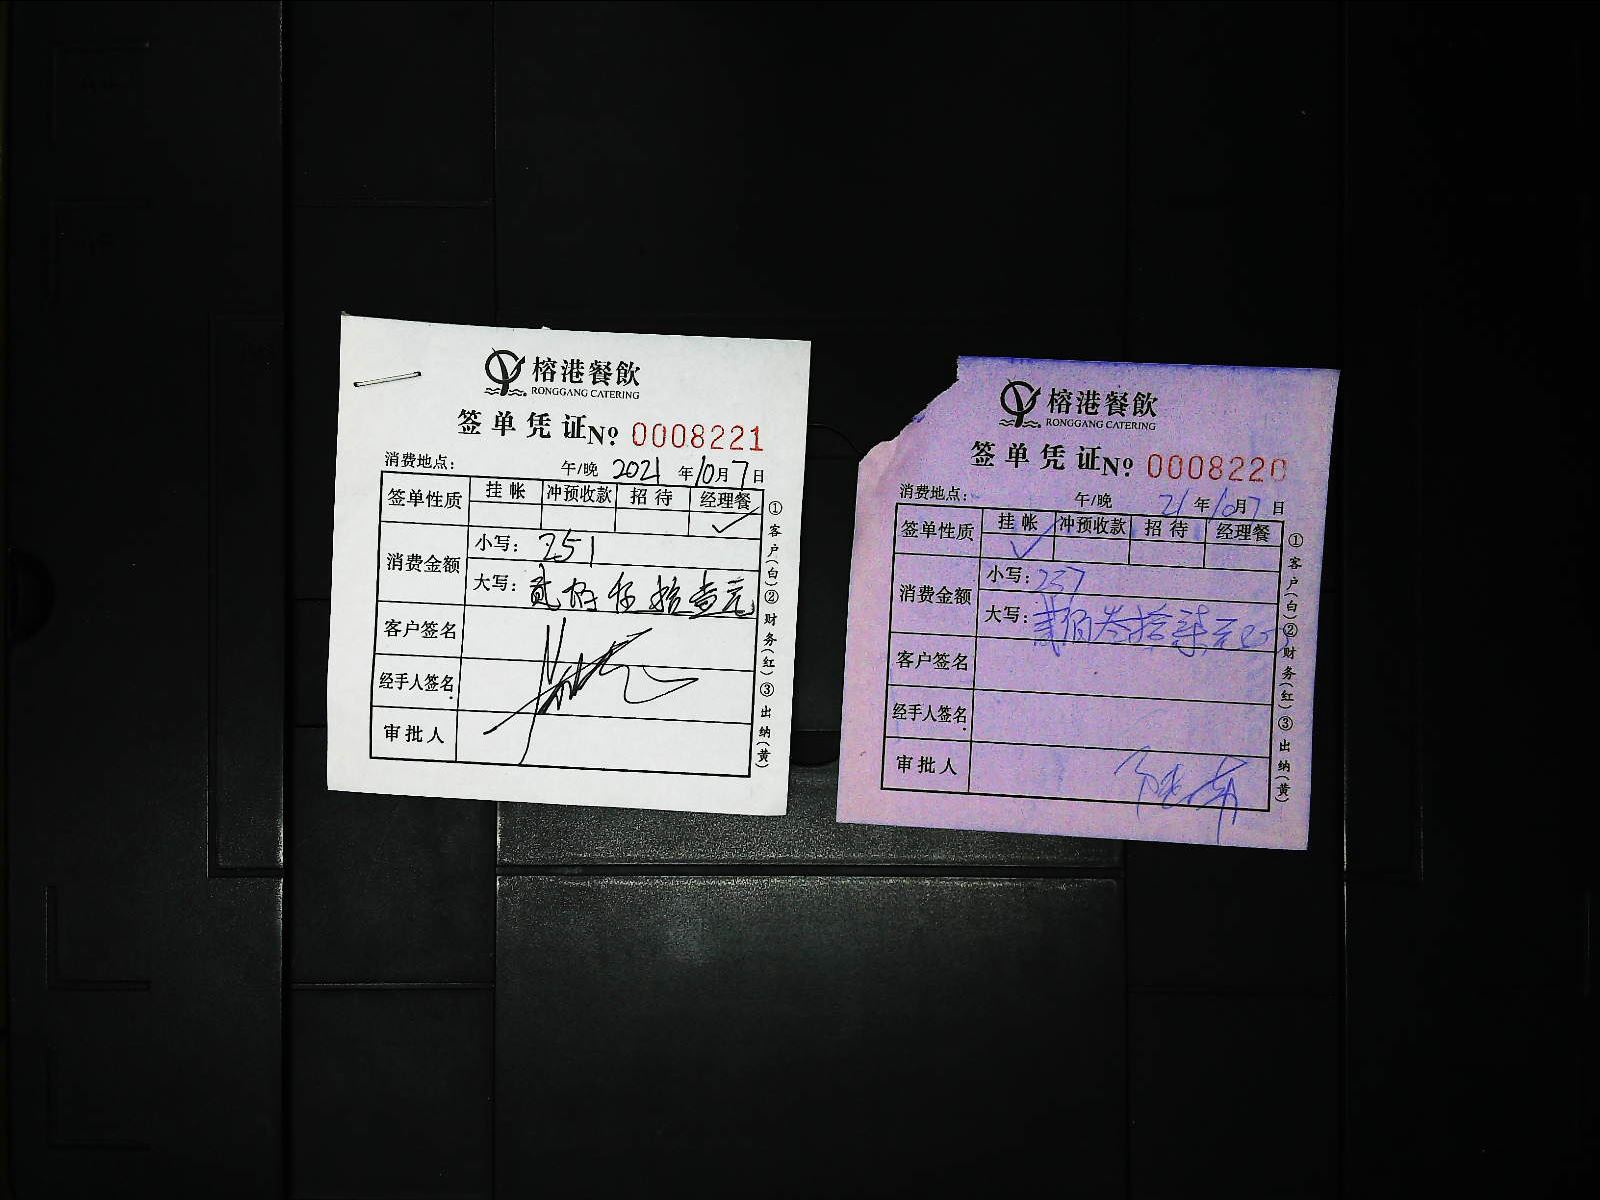 榕港餐飲
RONGGANG CATERING
签单凭证 No 0008221
消费地点: 午/晚 2021 年 10 月 7 日
签单性质 挂帐 冲预收款 招待 经理餐
✓
消费金额 小写: 251
大写: 贰佰伍拾壹元
客户签名
经手人签名
审批人
①客户(白)②财务(红)③出纳(黄)
榕港餐飲
RONGGANG CATERING
签单凭证 No 0008220
消费地点: 午/晚 21 年 10 月 7 日
签单性质 挂帐 冲预收款 招待 经理餐
✓
消费金额 小写: 237
大写: 贰佰叁拾柒元
客户签名
经手人签名
审批人
①客户(白)②财务(红)③出纳(黄)